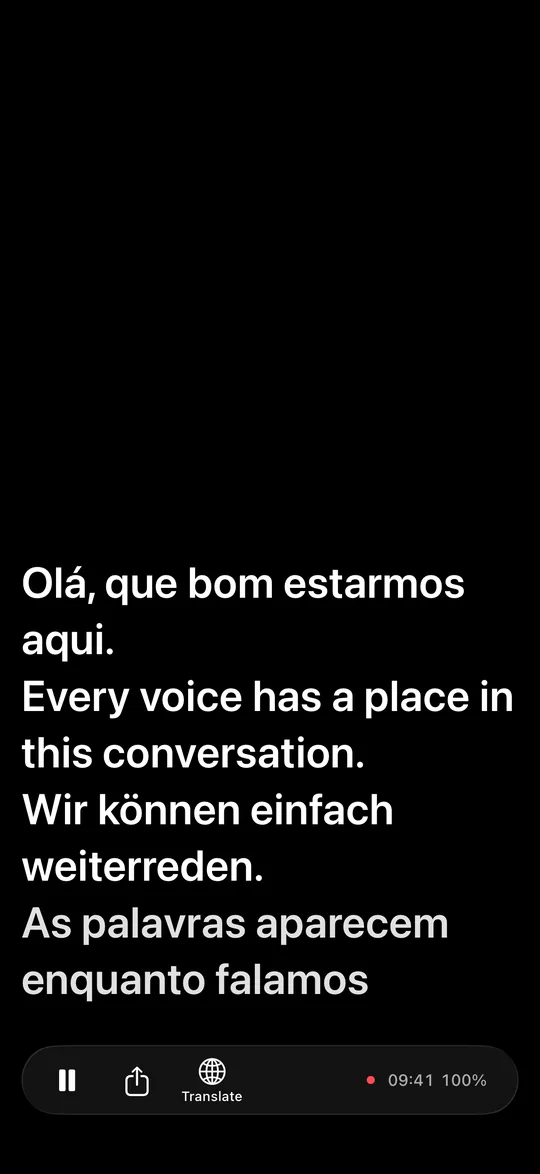 Olá, que bom estarmos
aqui.
Every voice has a place in
this conversation.
Wir können einfach
weiterreden.
As palavras aparecem
enquanto falamos
Translate
09:41 100%